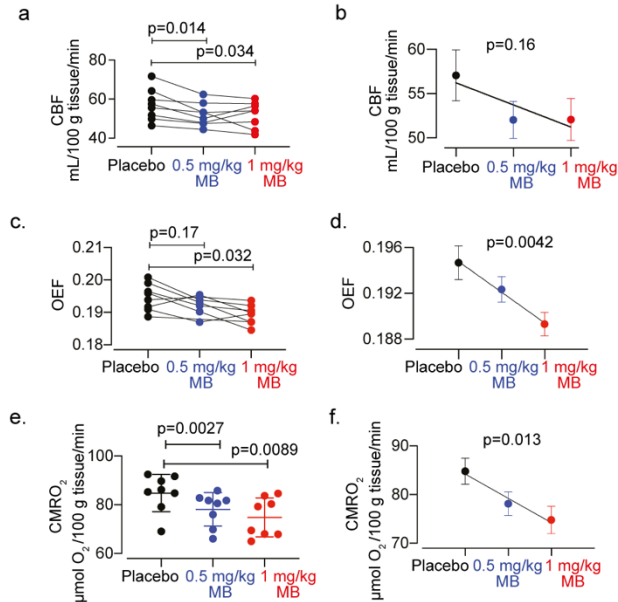 a
p=0.014
p=0.034
CBF
mL/100 g tissue/min
80
60
40
Placebo 0.5 mg/kg 1 mg/kg
MB MB
b
p=0.16
CBF
mL/100 g tissue/min
60
55
50
Placebo 0.5 mg/kg 1 mg/kg
MB MB
c.
p=0.17
p=0.032
OEF
0.21
0.20
0.19
0.18
Placebo 0.5 mg/kg 1 mg/kg
MB MB
d.
p=0.0042
OEF
0.196
0.192
0.188
Placebo 0.5 mg/kg 1 mg/kg
MB MB
e.
p=0.0027
p=0.0089
CMRO₂
µmol O₂/100 g tissue/min
100
80
60
Placebo 0.5 mg/kg 1 mg/kg
MB MB
f.
p=0.013
CMRO₂
µmol O₂/100 g tissue/min
90
80
70
Placebo 0.5 mg/kg 1 mg/kg
MB MB